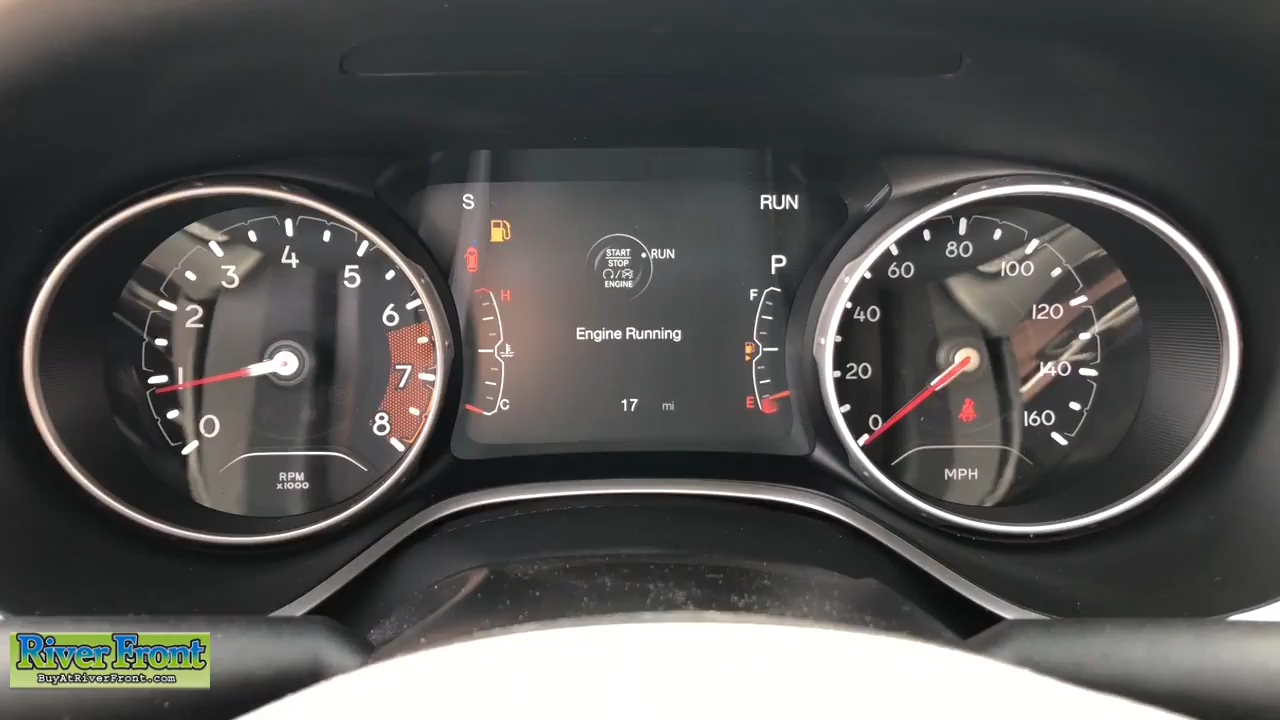 0
1
2
3
4
5
6
7
8
RPM
x1000
S
RUN
START
STOP
ENGINE
RUN
P
H
C
F
E
Engine Running
17 mi
0
20
40
60
80
100
120
140
160
MPH
River Front
BuyAtRiverFront.com